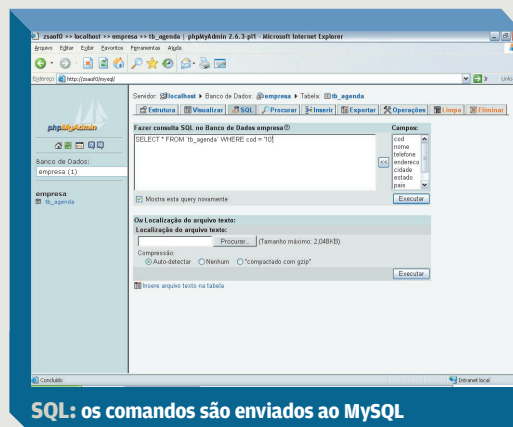 zsaof0 >> localhost >> empresa >> tb_agenda | phpMyAdmin 2.6.3-pl1 - Microsoft Internet Explorer
Arquivo Editar Exibir Favoritos Ferramentas Ajuda
Endereço http://zsaof0/mysql/ Ir Links
phpMyAdmin
Banco de Dados:
empresa (1)
empresa
tb_agenda
Servidor: localhost Banco de Dados: empresa Tabela: tb_agenda
Estrutura Visualizar SQL Procurar Inserir Exportar Operações Limpa Eliminar
Fazer consulta SQL no Banco de Dados empresa
SELECT * FROM `tb_agenda` WHERE cod = '10'
Campos:
cod
nome
telefone
endereco
cidade
estado
pais
<<
Mostra esta query novamente
Executar
Ou Localização do arquivo texto:
Localização do arquivo texto:
Procurar... (Tamanho máximo: 2,048KB)
Compressão:
Auto-detectar Nenhum "compactado com gzip"
Executar
Insere arquivo texto na tabela
Concluído
Intranet local
SQL: os comandos são enviados ao MySQL